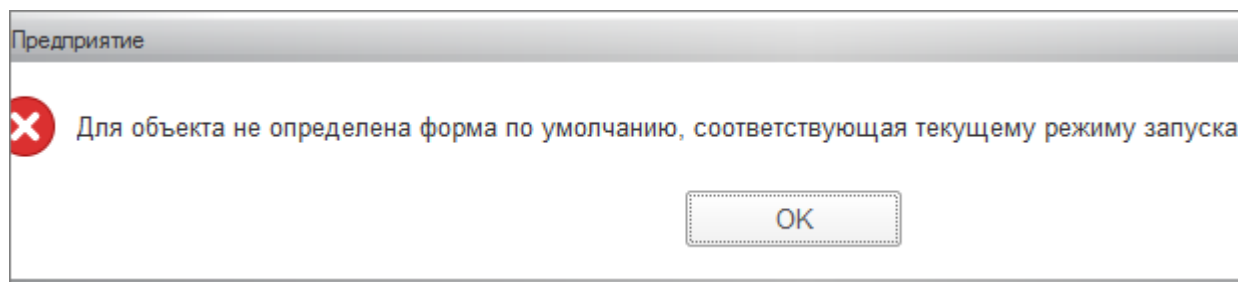 Предприятие
Для объекта не определена форма по умолчанию, соответствующая текущему режиму запуска
OK